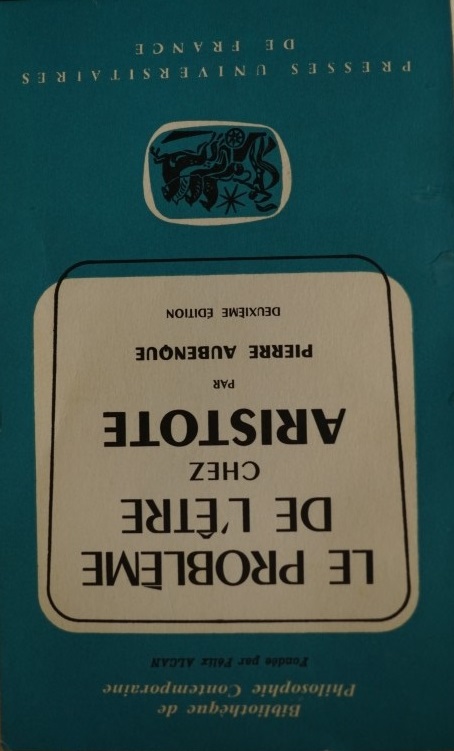 Bibliothèque de
Philosophie Contemporaine
Fondée par Félix ALCAN
LE PROBLÈME
DE L'ÊTRE
CHEZ
ARISTOTE
PAR
PIERRE AUBENQUE
DEUXIÈME ÉDITION
PRESSES UNIVERSITAIRES
DE FRANCE